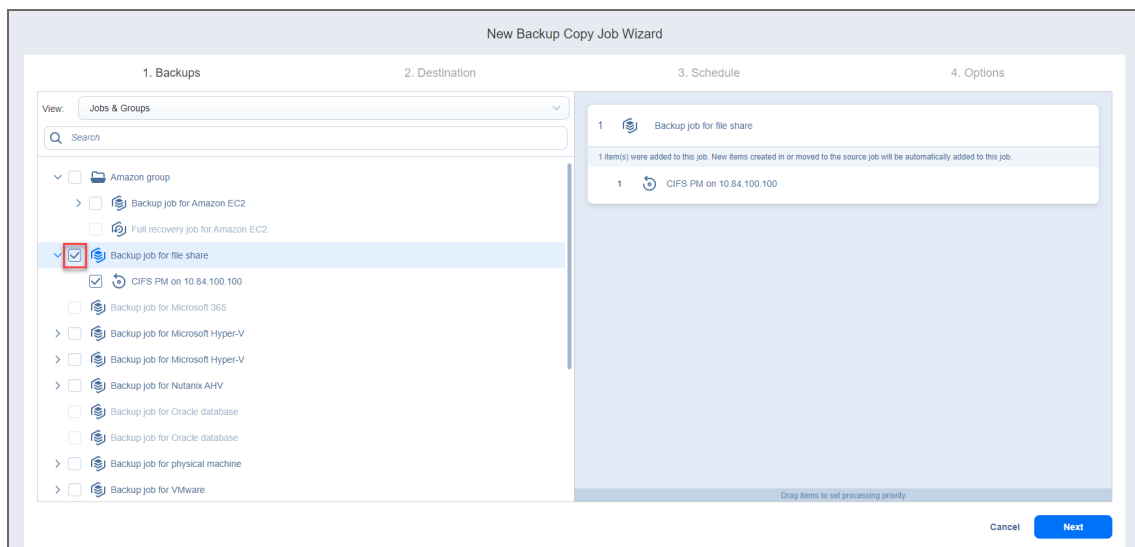 New Backup Copy Job Wizard
1. Backups
2. Destination
3. Schedule
4. Options
View:
Jobs & Groups
Search
Amazon group
Backup job for Amazon EC2
Full recovery job for Amazon EC2
Backup job for file share
CIFS PM on 10.84.100.100
Backup job for Microsoft 365
Backup job for Microsoft Hyper-V
Backup job for Microsoft Hyper-V
Backup job for Nutanix AHV
Backup job for Oracle database
Backup job for Oracle database
Backup job for physical machine
Backup job for VMware
1 Backup job for file share
1 item(s) were added to this job. New items created in or moved to the source job will be automatically added to this job.
1 CIFS PM on 10.84.100.100
Drag items to set processing priority
Cancel
Next